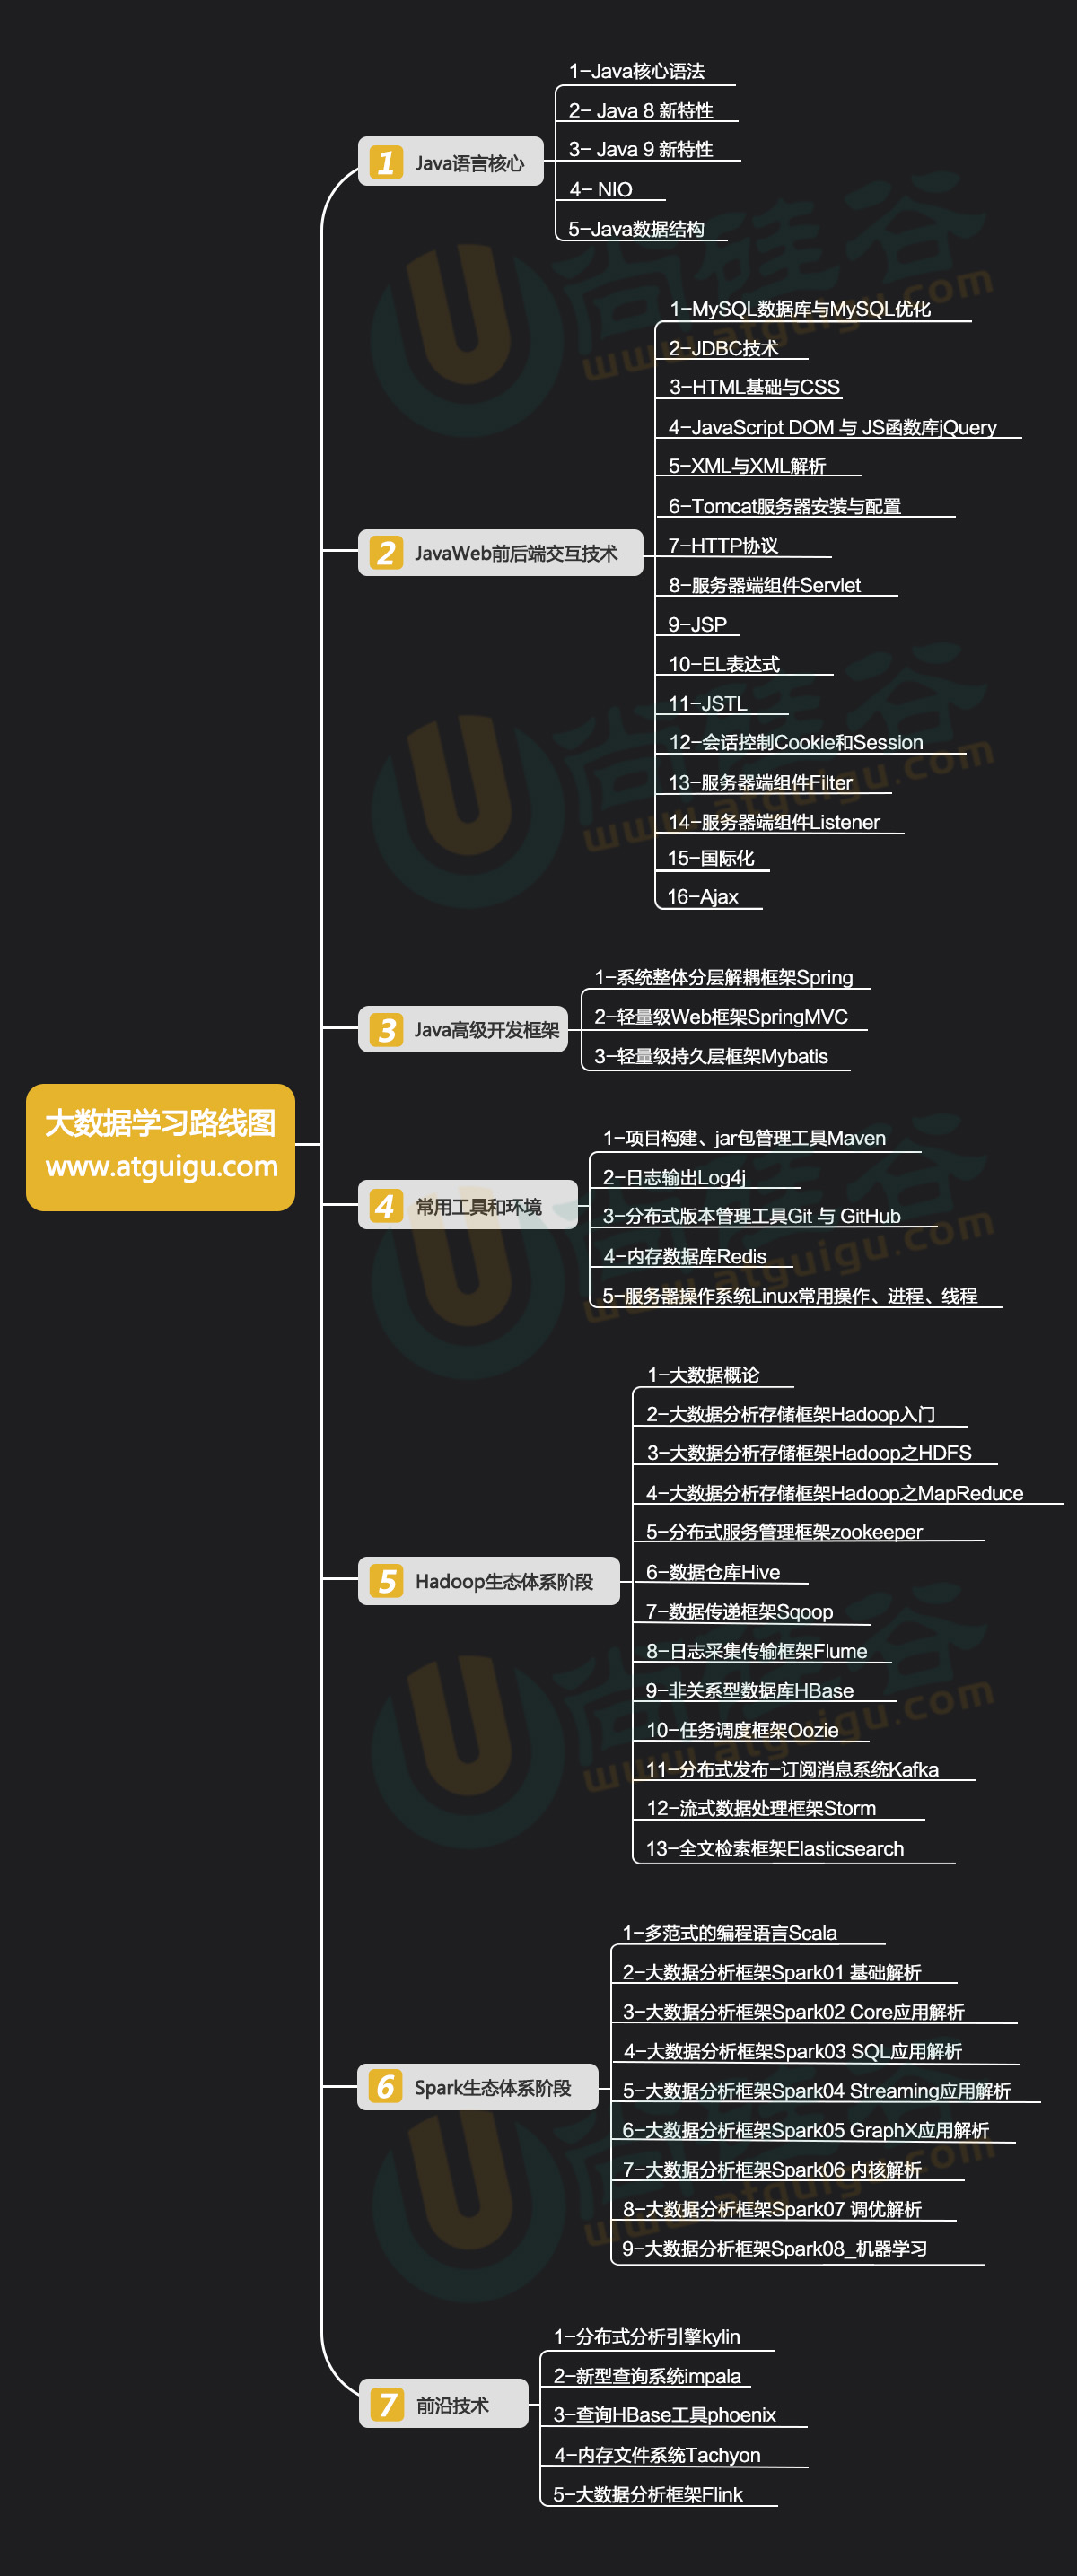 大数据学习路线图
www.atguigu.com
1 Java语言核心
1-Java核心语法
2- Java 8 新特性
3- Java 9 新特性
4- NIO
5-Java数据结构
2 JavaWeb前后端交互技术
1-MySQL数据库与MySQL优化
2-JDBC技术
3-HTML基础与CSS
4-JavaScript DOM 与 JS函数库jQuery
5-XML与XML解析
6-Tomcat服务器安装与配置
7-HTTP协议
8-服务器端组件Servlet
9-JSP
10-EL表达式
11-JSTL
12-会话控制Cookie和Session
13-服务器端组件Filter
14-服务器端组件Listener
15-国际化
16-Ajax
3 Java高级开发框架
1-系统整体分层解耦框架Spring
2-轻量级Web框架SpringMVC
3-轻量级持久层框架Mybatis
4 常用工具和环境
1-项目构建、jar包管理工具Maven
2-日志输出Log4j
3-分布式版本管理工具Git 与 GitHub
4-内存数据库Redis
5-服务器操作系统Linux常用操作、进程、线程
5 Hadoop生态体系阶段
1-大数据概论
2-大数据分析存储框架Hadoop入门
3-大数据分析存储框架Hadoop之HDFS
4-大数据分析存储框架Hadoop之MapReduce
5-分布式服务管理框架zookeeper
6-数据仓库Hive
7-数据传递框架Sqoop
8-日志采集传输框架Flume
9-非关系型数据库HBase
10-任务调度框架Oozie
11-分布式发布-订阅消息系统Kafka
12-流式数据处理框架Storm
13-全文检索框架Elasticsearch
6 Spark生态体系阶段
1-多范式的编程语言Scala
2-大数据分析框架Spark01 基础解析
3-大数据分析框架Spark02 Core应用解析
4-大数据分析框架Spark03 SQL应用解析
5-大数据分析框架Spark04 Streaming应用解析
6-大数据分析框架Spark05 GraphX应用解析
7-大数据分析框架Spark06 内核解析
8-大数据分析框架Spark07 调优解析
9-大数据分析框架Spark08_机器学习
7 前沿技术
1-分布式分析引擎kylin
2-新型查询系统impala
3-查询HBase工具phoenix
4-内存文件系统Tachyon
5-大数据分析框架Flink
尚硅谷
www.atguigu.com
尚硅谷
www.atguigu.com
尚硅谷
www.atguigu.com
尚硅谷
www.atguigu.com
尚硅谷
www.atguigu.com